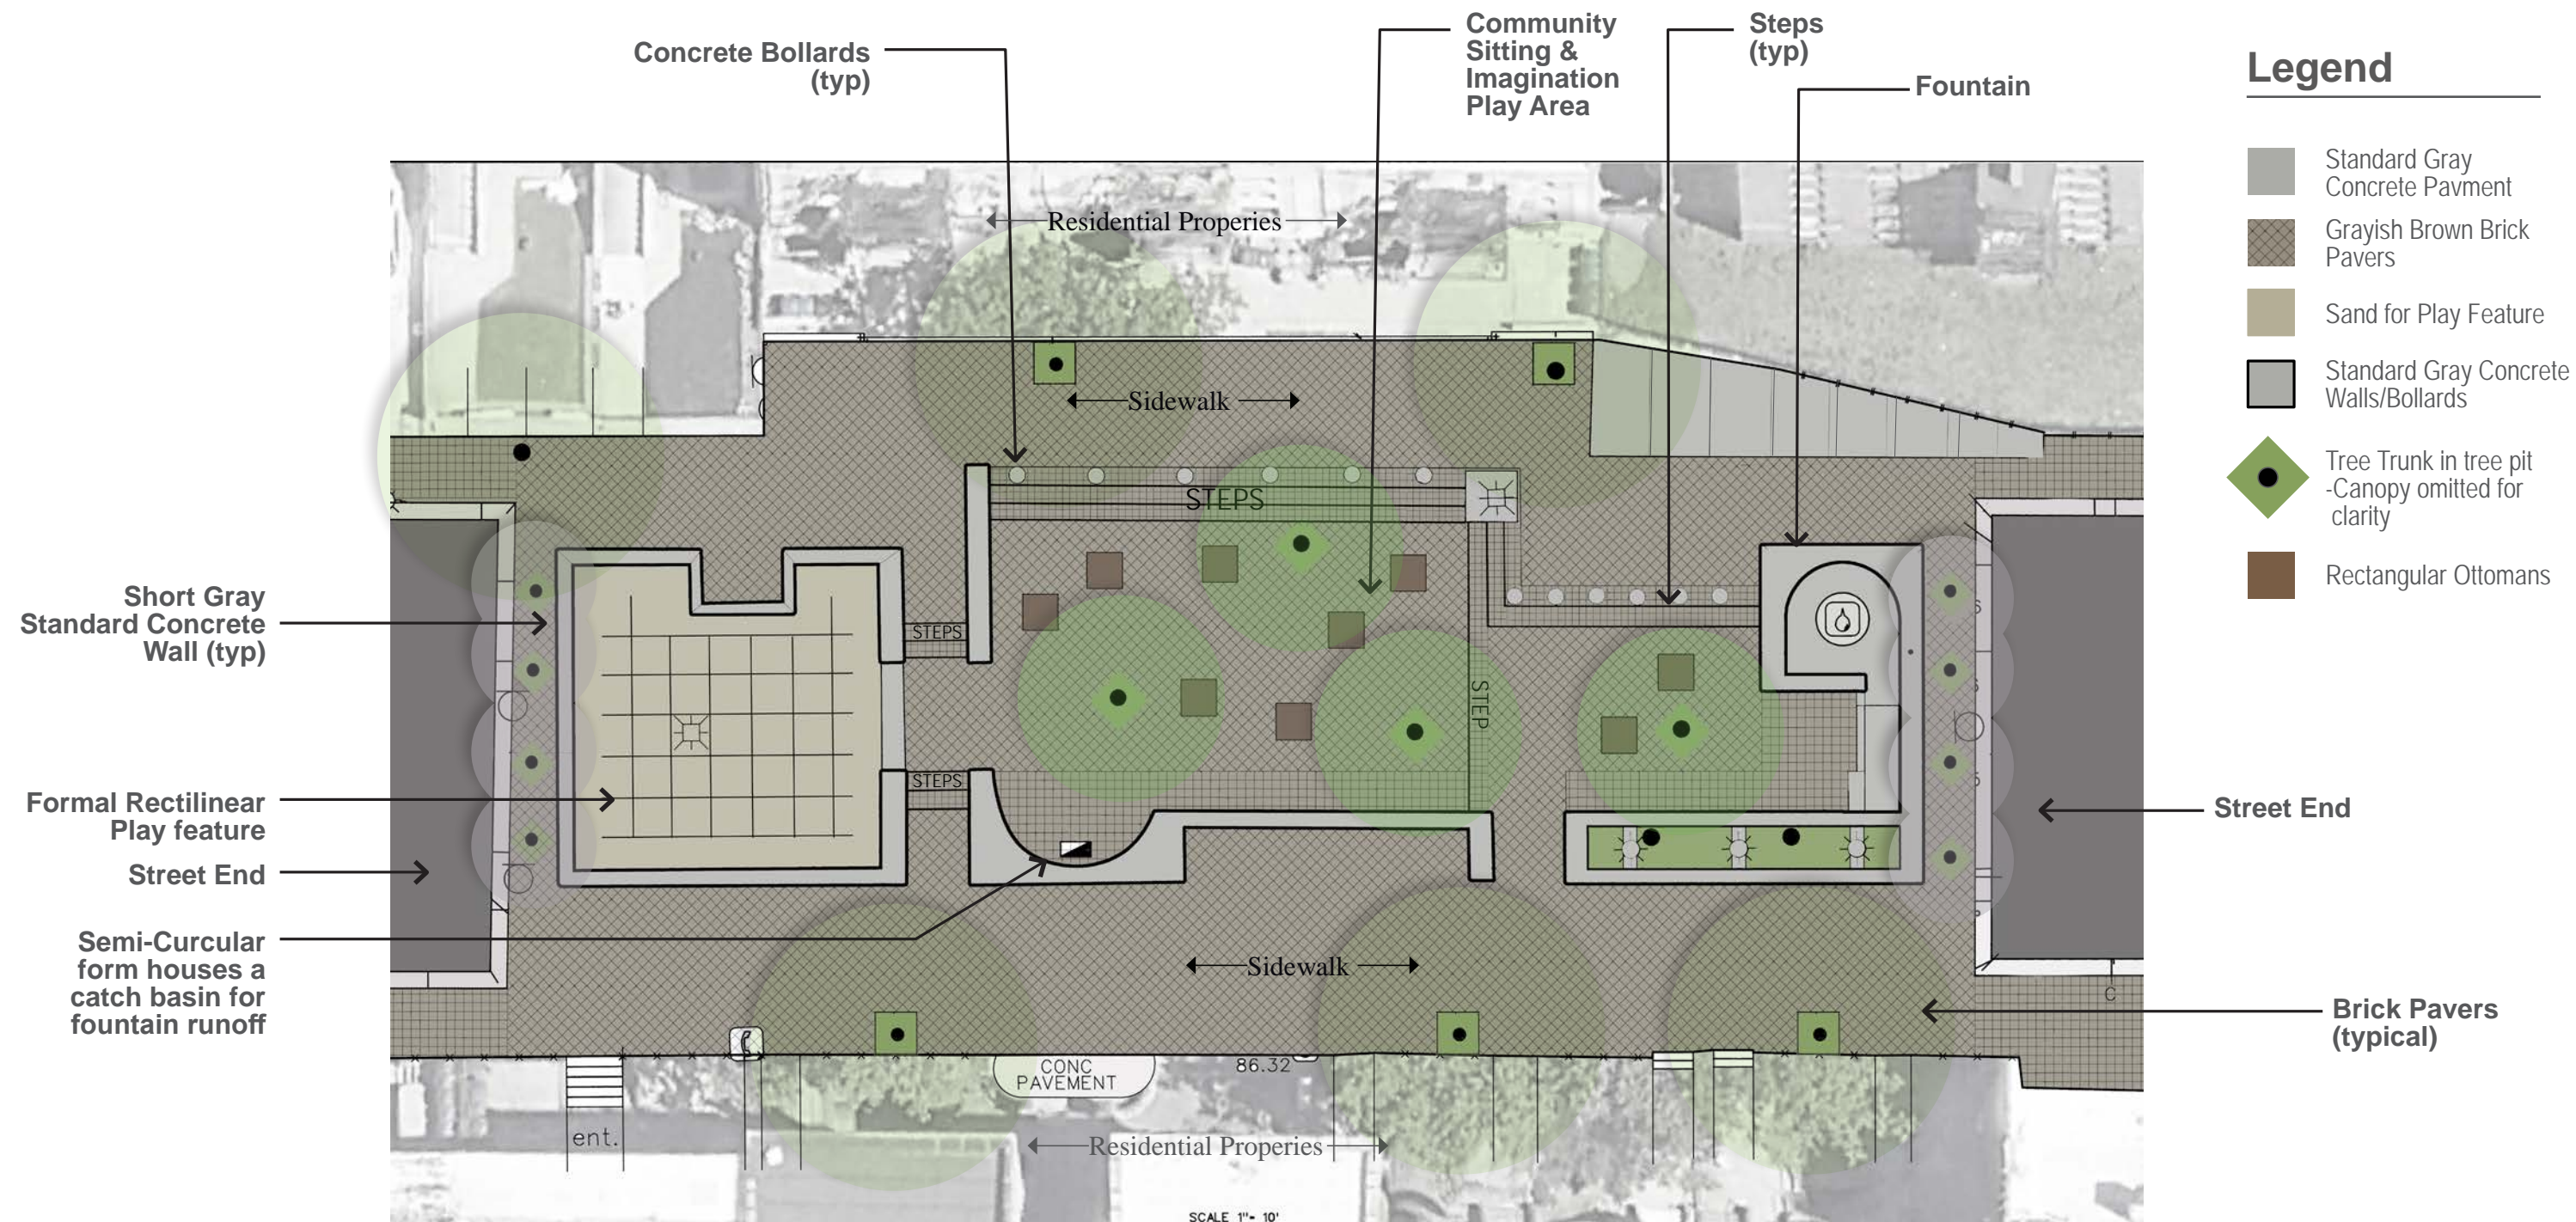 Concrete Bollards
(typ)
Community
Sitting &
Imagination
Play Area
Steps
(typ)
Fountain
Legend
Standard Gray
Concrete Pavment
Grayish Brown Brick
Pavers
Sand for Play Feature
Standard Gray Concrete
Walls/Bollards
Tree Trunk in tree pit
-Canopy omitted for
clarity
Rectangular Ottomans
Residential Properies
Sidewalk
STEPS
STEPS
STEP
STEPS
Short Gray
Standard Concrete
Wall (typ)
Formal Rectilinear
Play feature
Street End
Semi-Curcular
form houses a
catch basin for
fountain runoff
Street End
Sidewalk
Brick Pavers
(typical)
C
CONC
PAVEMENT
86.32
ent.
Residential Properies
SCALE 1"- 10'